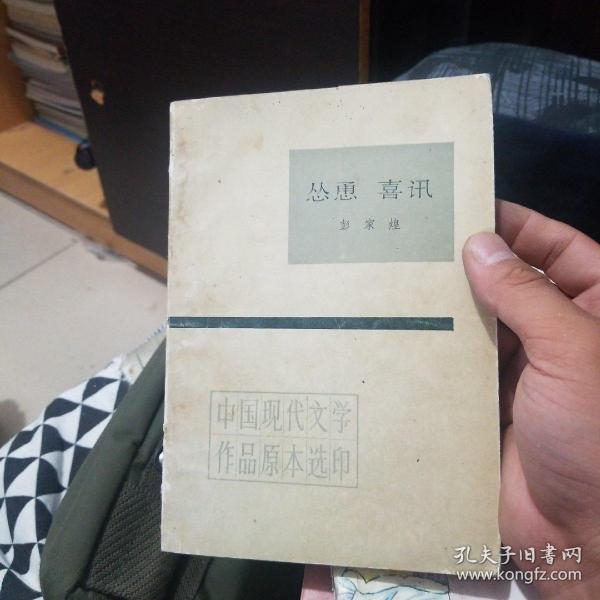 怂恿 喜讯
彭家煌
中国现代文学
作品原本选印
孔夫子旧书网
www.kongfz.com